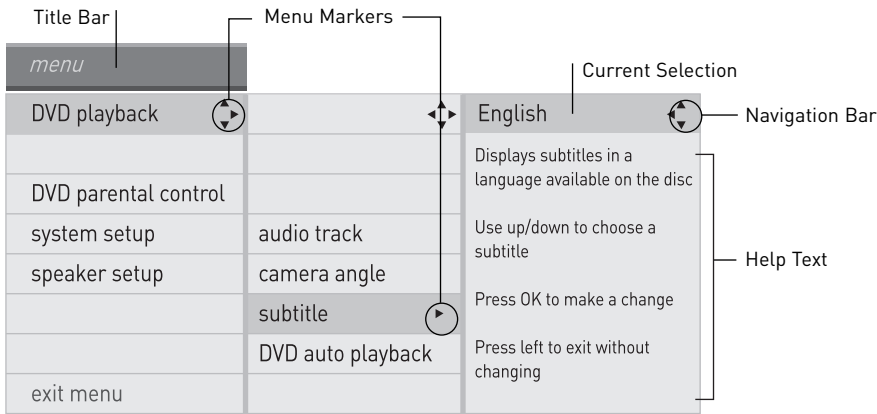 Title Bar
Menu Markers
menu
Current Selection
DVD playback
English
Navigation Bar
DVD parental control
system setup
speaker setup
exit menu
audio track
camera angle
subtitle
DVD auto playback
Displays subtitles in a
language available on the disc
Use up/down to choose a
subtitle
Press OK to make a change
Press left to exit without
changing
Help Text